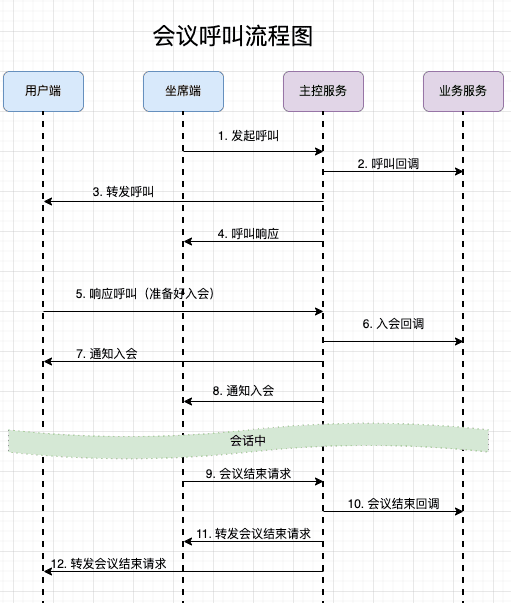 会议呼叫流程图
用户端
坐席端
主控服务
业务服务
1. 发起呼叫
2. 呼叫回调
3. 转发呼叫
4. 呼叫响应
5. 响应呼叫（准备好入会）
6. 入会回调
7. 通知入会
8. 通知入会
会话中
9. 会议结束请求
10. 会议结束回调
11. 转发会议结束请求
12. 转发会议结束请求